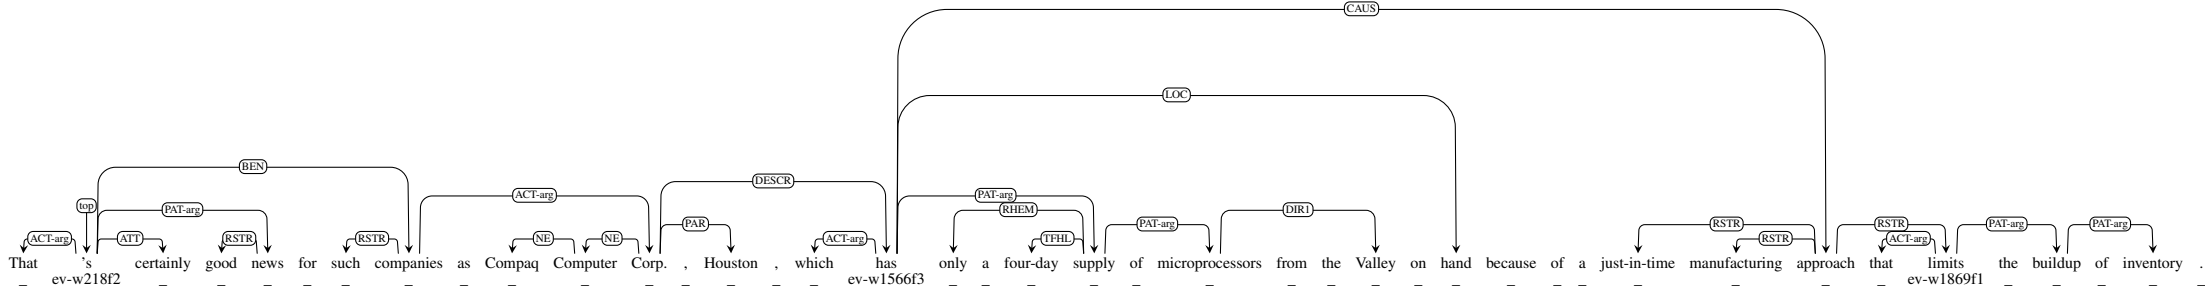 CAUS
LOC
BEN
DESCR
ACT-arg PAT-arg
top PAT-arg RHEM DIR1
PAR PAT-arg RSTR RSTR PAT-arg PAT-arg
ACT-arg ATT RSTR RSTR NE NE ACT-arg TFHL RSTR ACT-arg
That 's certainly good news for such companies as Compaq Computer Corp. , Houston , which has only a four-day supply of microprocessors from the Valley on hand because of a just-in-time manufacturing approach that limits the buildup of inventory .
_ ev-w218f2 _ _ _ _ _ _ _ _ _ _ _ _ _ _ ev-w1566f3 _ _ _ _ _ _ _ _ _ _ _ _ _ _ _ _ _ _ ev-w1869f1 _ _ _ _ _